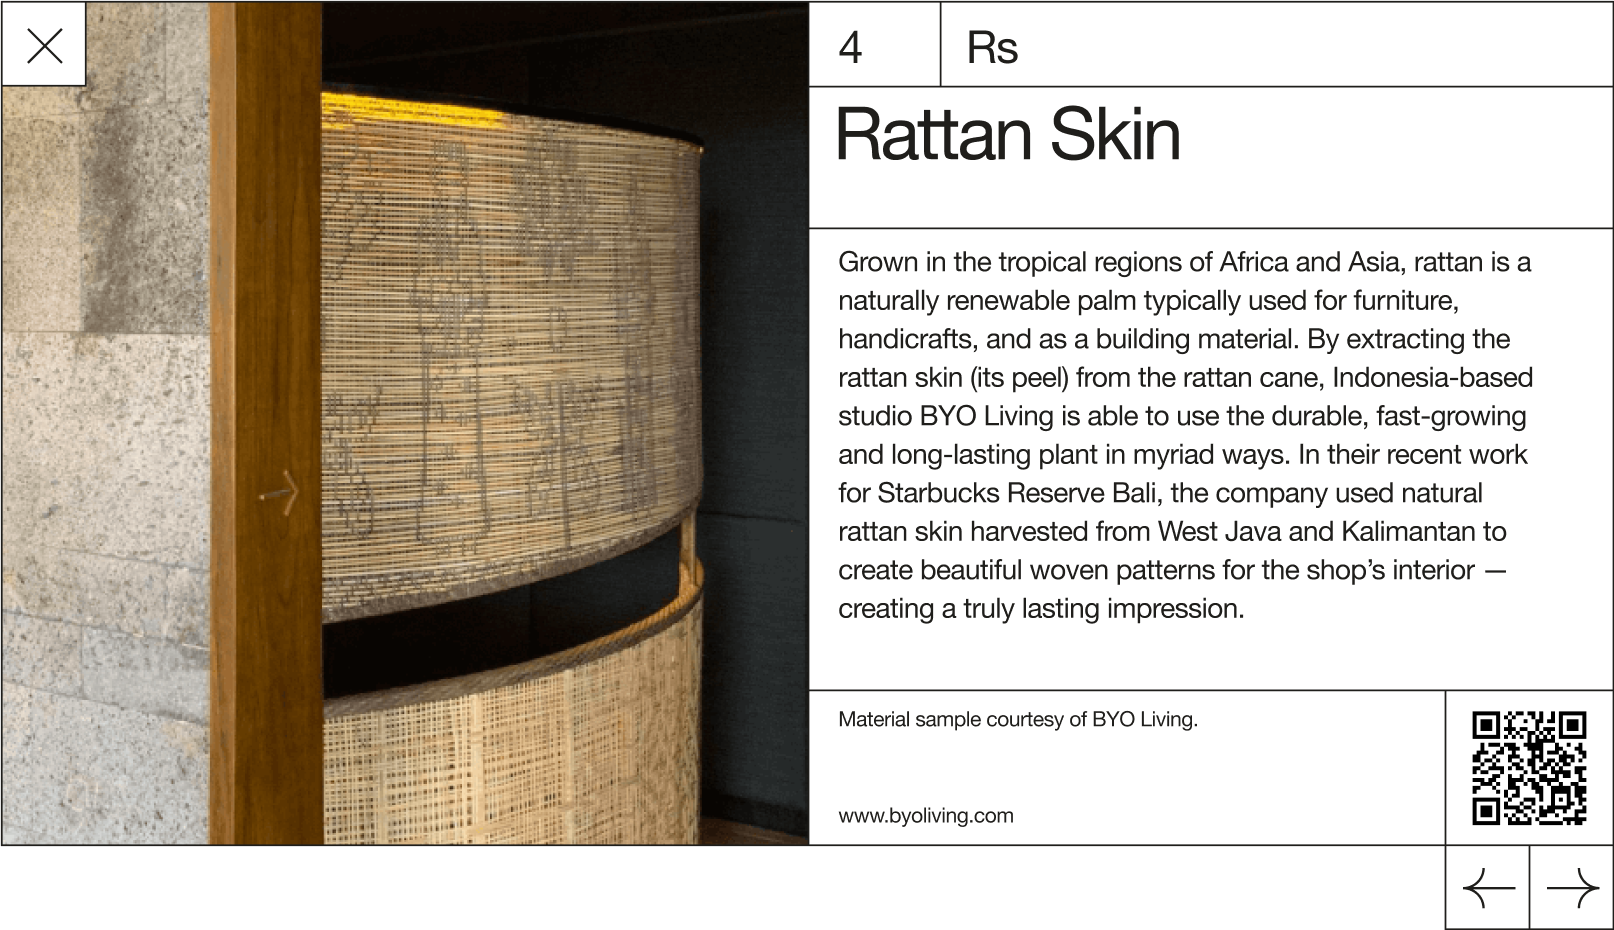 4
Rs
Rattan Skin
Grown in the tropical regions of Africa and Asia, rattan is a
naturally renewable palm typically used for furniture,
handicrafts, and as a building material. By extracting the
rattan skin (its peel) from the rattan cane, Indonesia-based
studio BYO Living is able to use the durable, fast-growing
and long-lasting plant in myriad ways. In their recent work
for Starbucks Reserve Bali, the company used natural
rattan skin harvested from West Java and Kalimantan to
create beautiful woven patterns for the shop’s interior —
creating a truly lasting impression.
Material sample courtesy of BYO Living.
www.byoliving.com